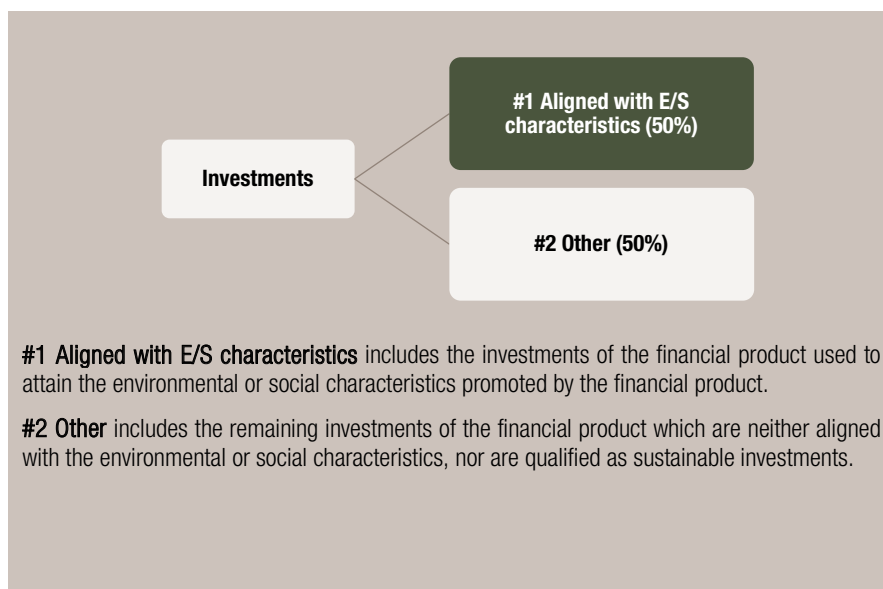 #1 Aligned with E/S
characteristics (50%)
Investments
#2 Other (50%)
#1 Aligned with E/S characteristics includes the investments of the financial product used to
attain the environmental or social characteristics promoted by the financial product.
#2 Other includes the remaining investments of the financial product which are neither aligned
with the environmental or social characteristics, nor are qualified as sustainable investments.